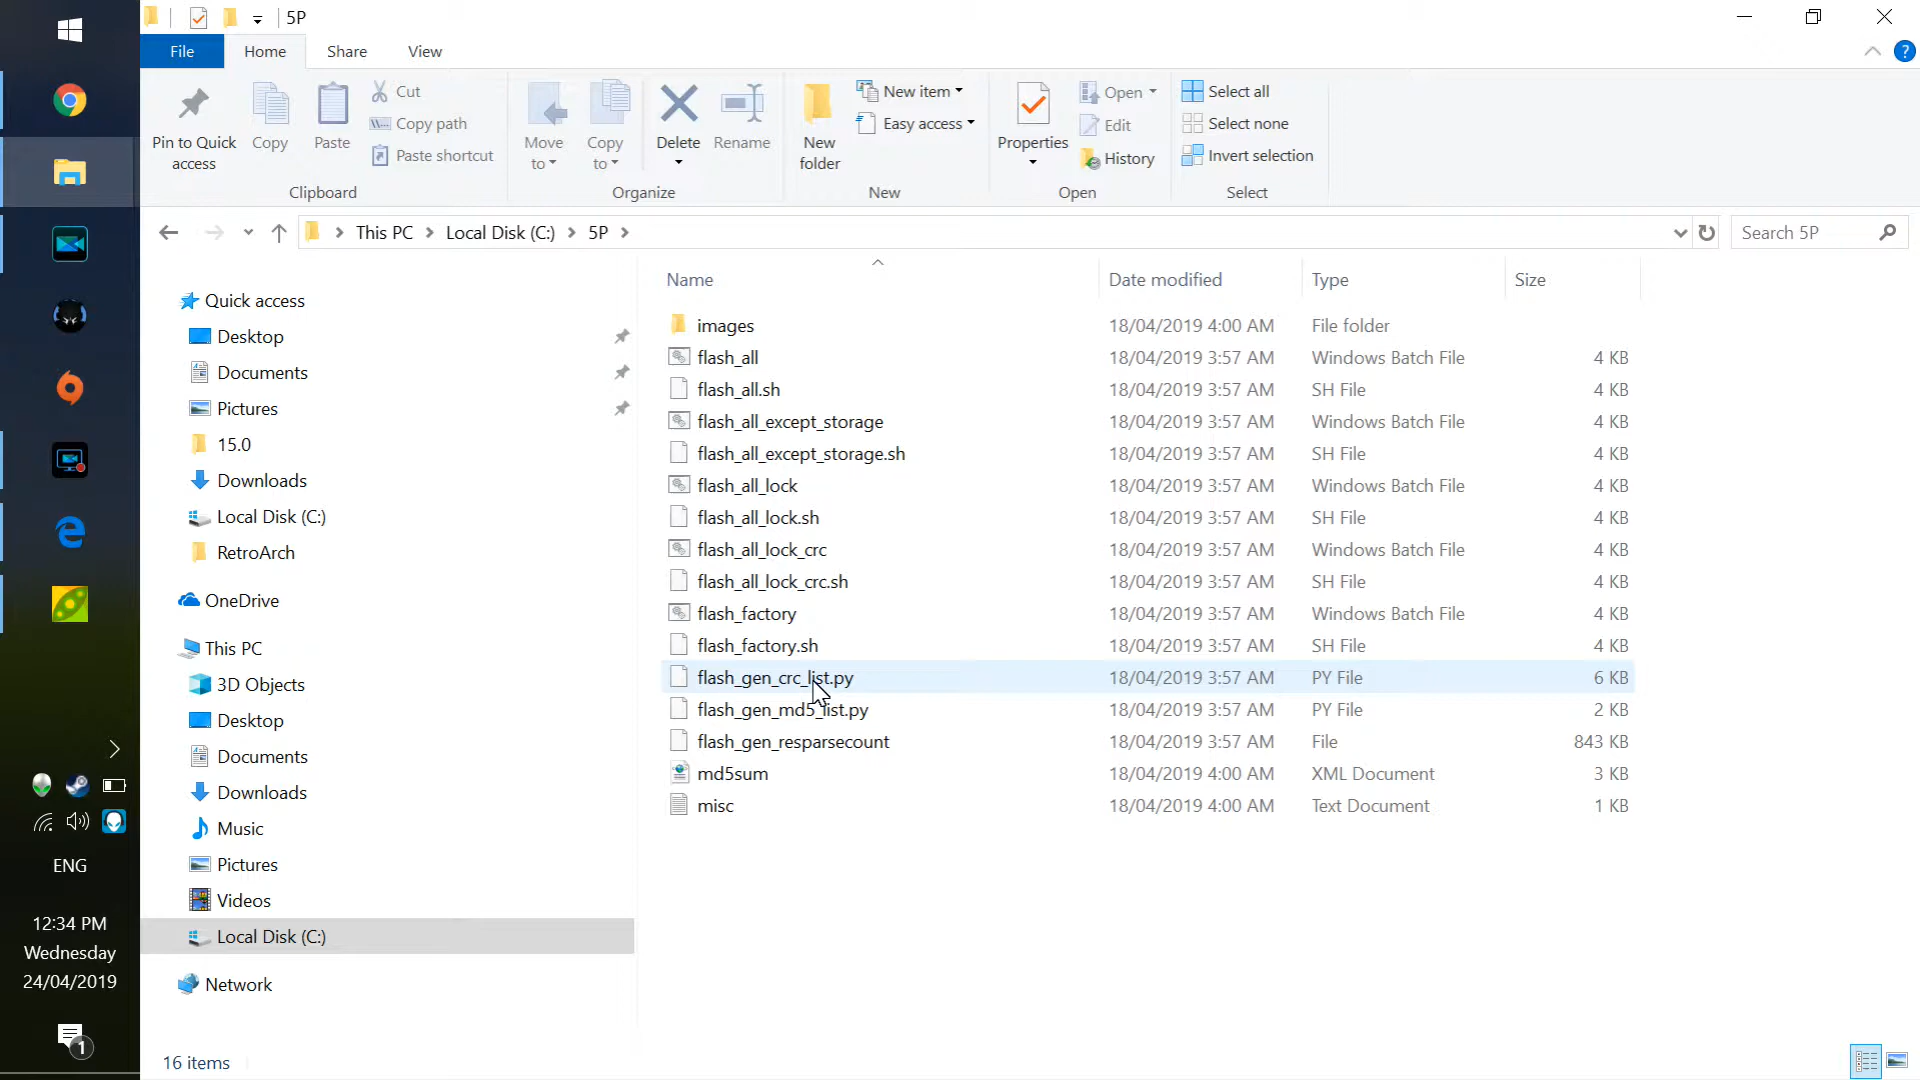 5P
File Home Share View
Pin to Quick access
Copy
Paste
Cut
Copy path
Paste shortcut
Clipboard
Move to
Copy to
Delete
Rename
Organize
New folder
New item
Easy access
New
Properties
Open
Edit
History
Open
Select all
Select none
Invert selection
Select
This PC Local Disk (C:) 5P
Search 5P
Quick access
Desktop
Documents
Pictures
15.0
Downloads
Local Disk (C:)
RetroArch
OneDrive
This PC
3D Objects
Desktop
Documents
Downloads
Music
Pictures
Videos
Local Disk (C:)
Network
Name Date modified Type Size
images 18/04/2019 4:00 AM File folder
flash_all 18/04/2019 3:57 AM Windows Batch File 4 KB
flash_all.sh 18/04/2019 3:57 AM SH File 4 KB
flash_all_except_storage 18/04/2019 3:57 AM Windows Batch File 4 KB
flash_all_except_storage.sh 18/04/2019 3:57 AM SH File 4 KB
flash_all_lock 18/04/2019 3:57 AM Windows Batch File 4 KB
flash_all_lock.sh 18/04/2019 3:57 AM SH File 4 KB
flash_all_lock_crc 18/04/2019 3:57 AM Windows Batch File 4 KB
flash_all_lock_crc.sh 18/04/2019 3:57 AM SH File 4 KB
flash_factory 18/04/2019 3:57 AM Windows Batch File 4 KB
flash_factory.sh 18/04/2019 3:57 AM SH File 4 KB
flash_gen_crc_list.py 18/04/2019 3:57 AM PY File 6 KB
flash_gen_md5_list.py 18/04/2019 3:57 AM PY File 2 KB
flash_gen_resparsecount 18/04/2019 3:57 AM File 843 KB
md5sum 18/04/2019 4:00 AM XML Document 3 KB
misc 18/04/2019 4:00 AM Text Document 1 KB
16 items
ENG
12:34 PM
Wednesday
24/04/2019
1